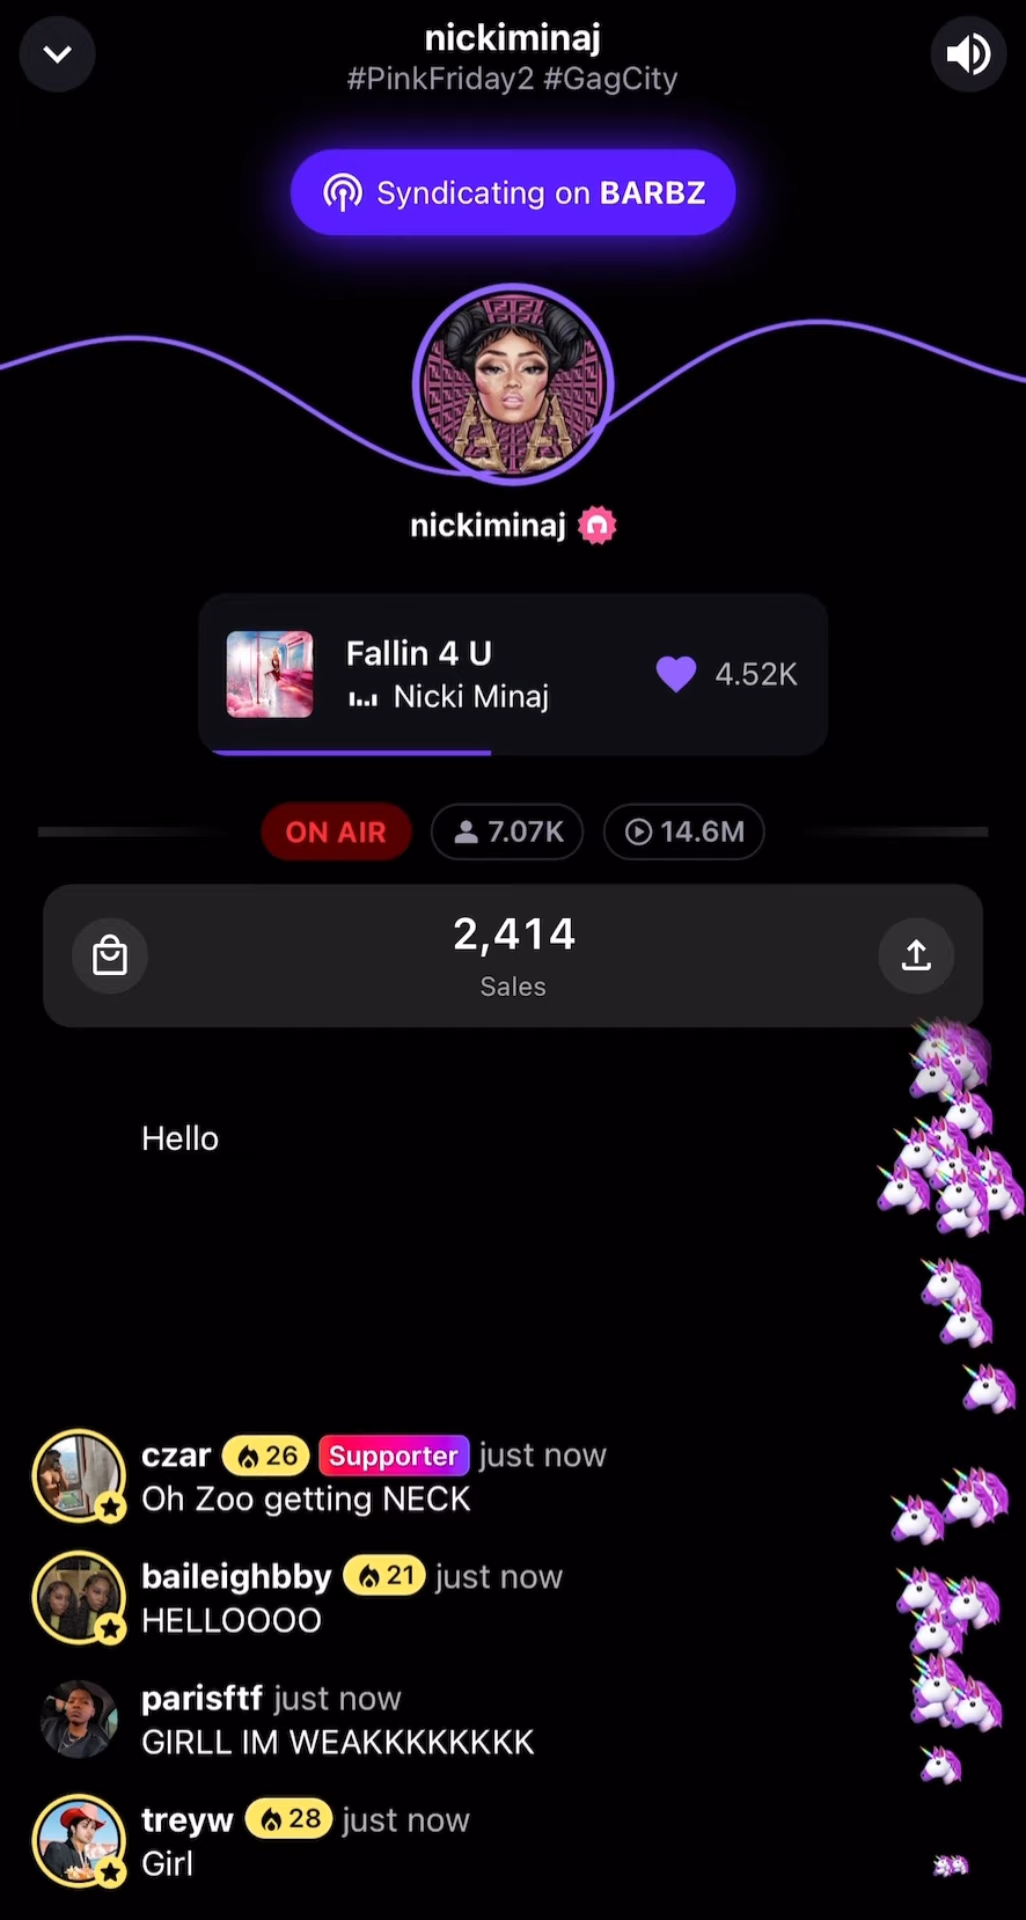 nickiminaj
#PinkFriday2 #GagCity
Syndicating on BARBZ
nickiminaj
Fallin 4 U
Nicki Minaj
4.52K
ON AIR
7.07K
14.6M
2,414
Sales
Hello
czar 26 Supporter just now
Oh Zoo getting NECK
baileighbby 21 just now
HELLOOOO
parisftf just now
GIRLL IM WEAKKKKKKKK
treyw 28 just now
Girl